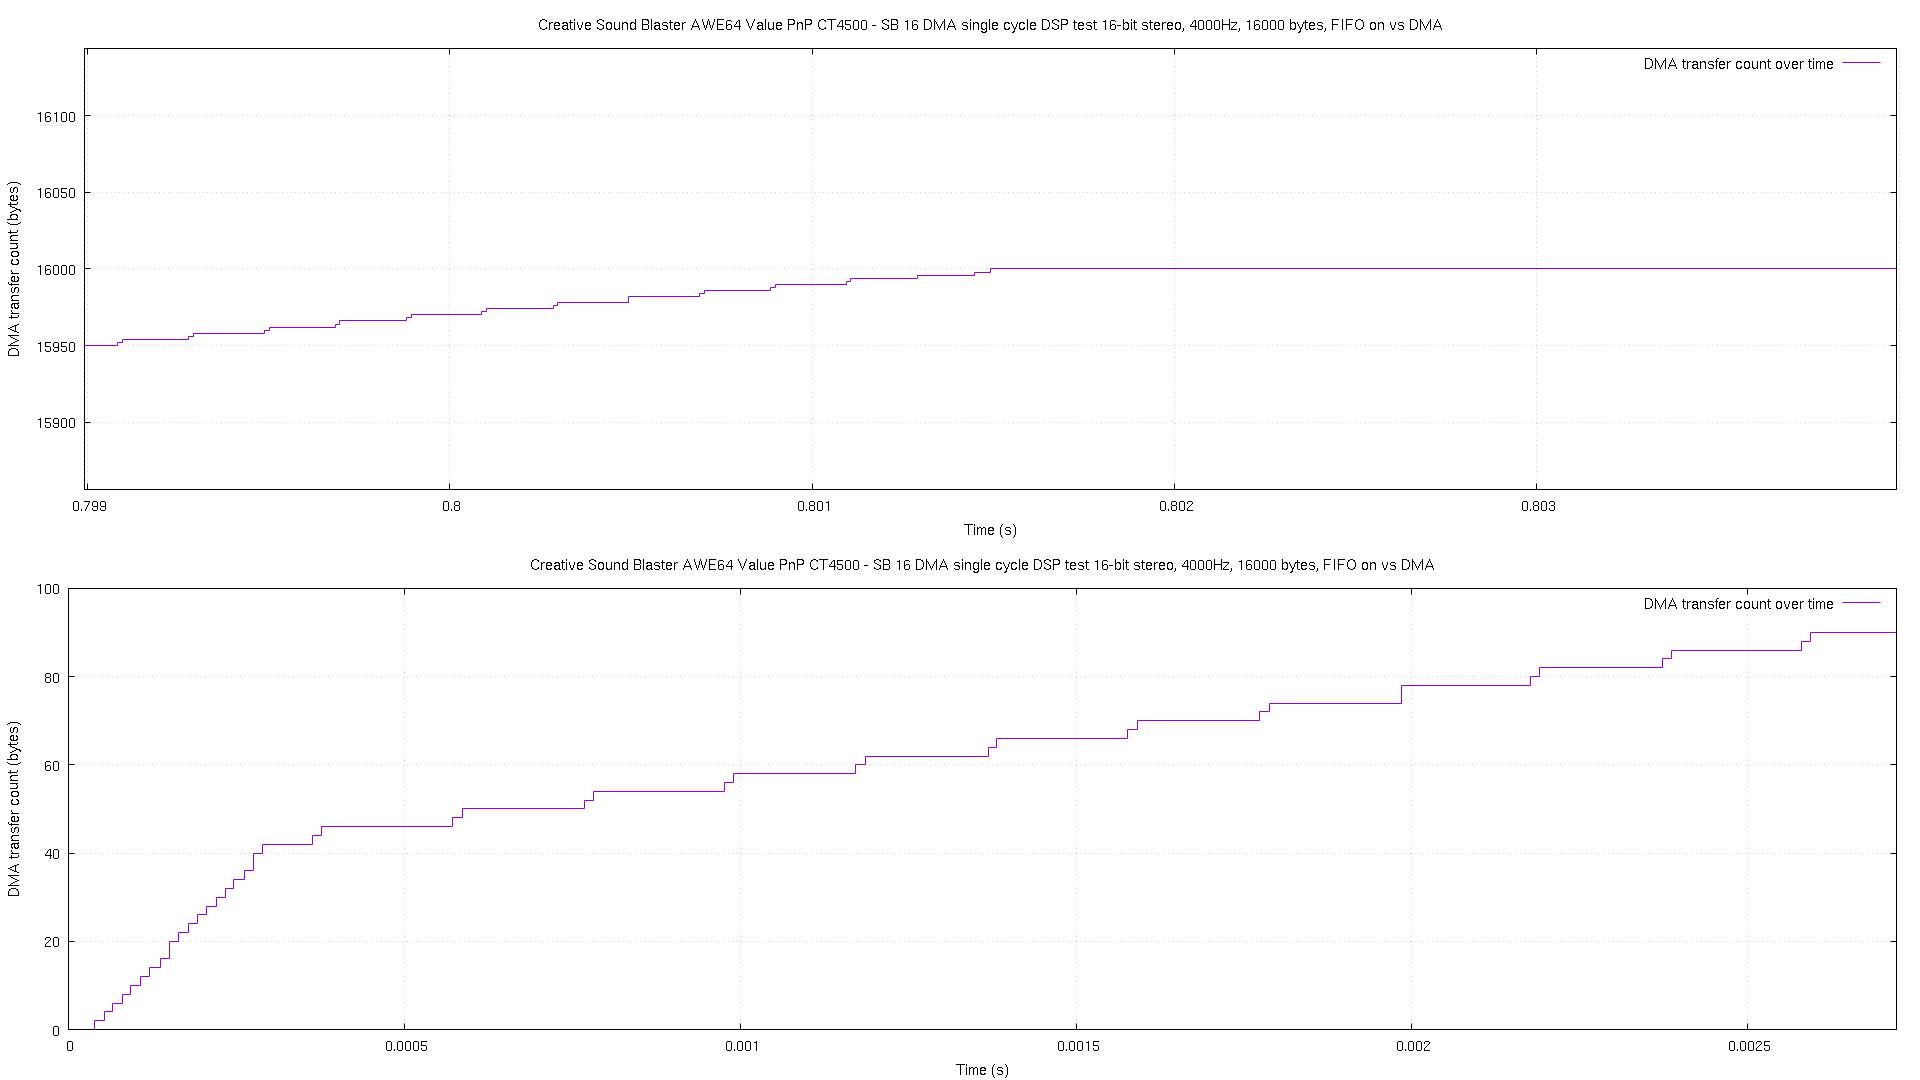 Creative Sound Blaster AWE64 Value PnP CT4500 - SB 16 DMA single cycle DSP test 16-bit stereo, 4000Hz, 16000 bytes, FIFO on vs DMA
DMA transfer count over time
DMA transfer count (bytes)
16100
16050
16000
15950
15900
0.799 0.8 0.801 0.802 0.803
Time (s)
Creative Sound Blaster AWE64 Value PnP CT4500 - SB 16 DMA single cycle DSP test 16-bit stereo, 4000Hz, 16000 bytes, FIFO on vs DMA
DMA transfer count over time
DMA transfer count (bytes)
100
80
60
40
20
0
0 0.0005 0.001 0.0015 0.002 0.0025
Time (s)